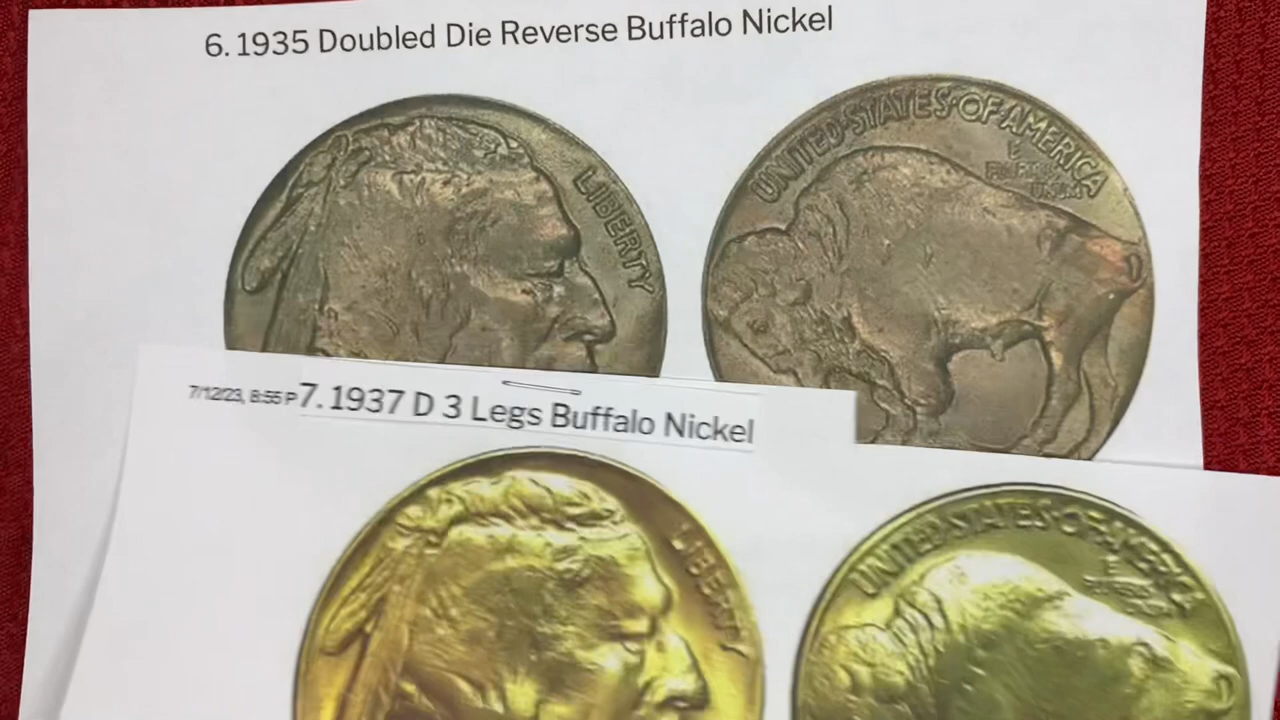 6. 1935 Doubled Die Reverse Buffalo Nickel
LIBERTY
UNITED·STATES·OF·AMERICA
E
7/12/23, 8:55 P
7. 1937 D 3 Legs Buffalo Nickel
LIBERTY
UNITED·STATES·OF·AMERICA